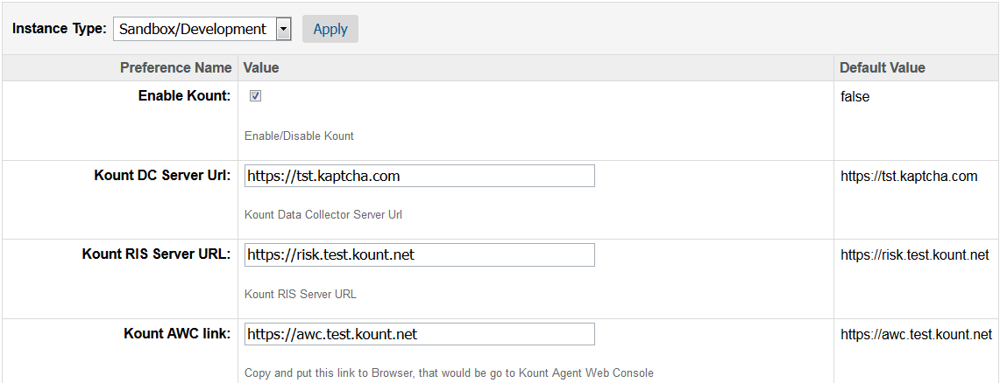 Instance Type: Sandbox/Development Apply
Preference Name Value Default Value
Enable Kount: false
Enable/Disable Kount
Kount DC Server Url: https://tst.kaptcha.com https://tst.kaptcha.com
Kount Data Collector Server Url
Kount RIS Server URL: https://risk.test.kount.net https://risk.test.kount.net
Kount RIS Server URL
Kount AWC link: https://awc.test.kount.net https://awc.test.kount.net
Copy and put this link to Browser, that would be go to Kount Agent Web Console